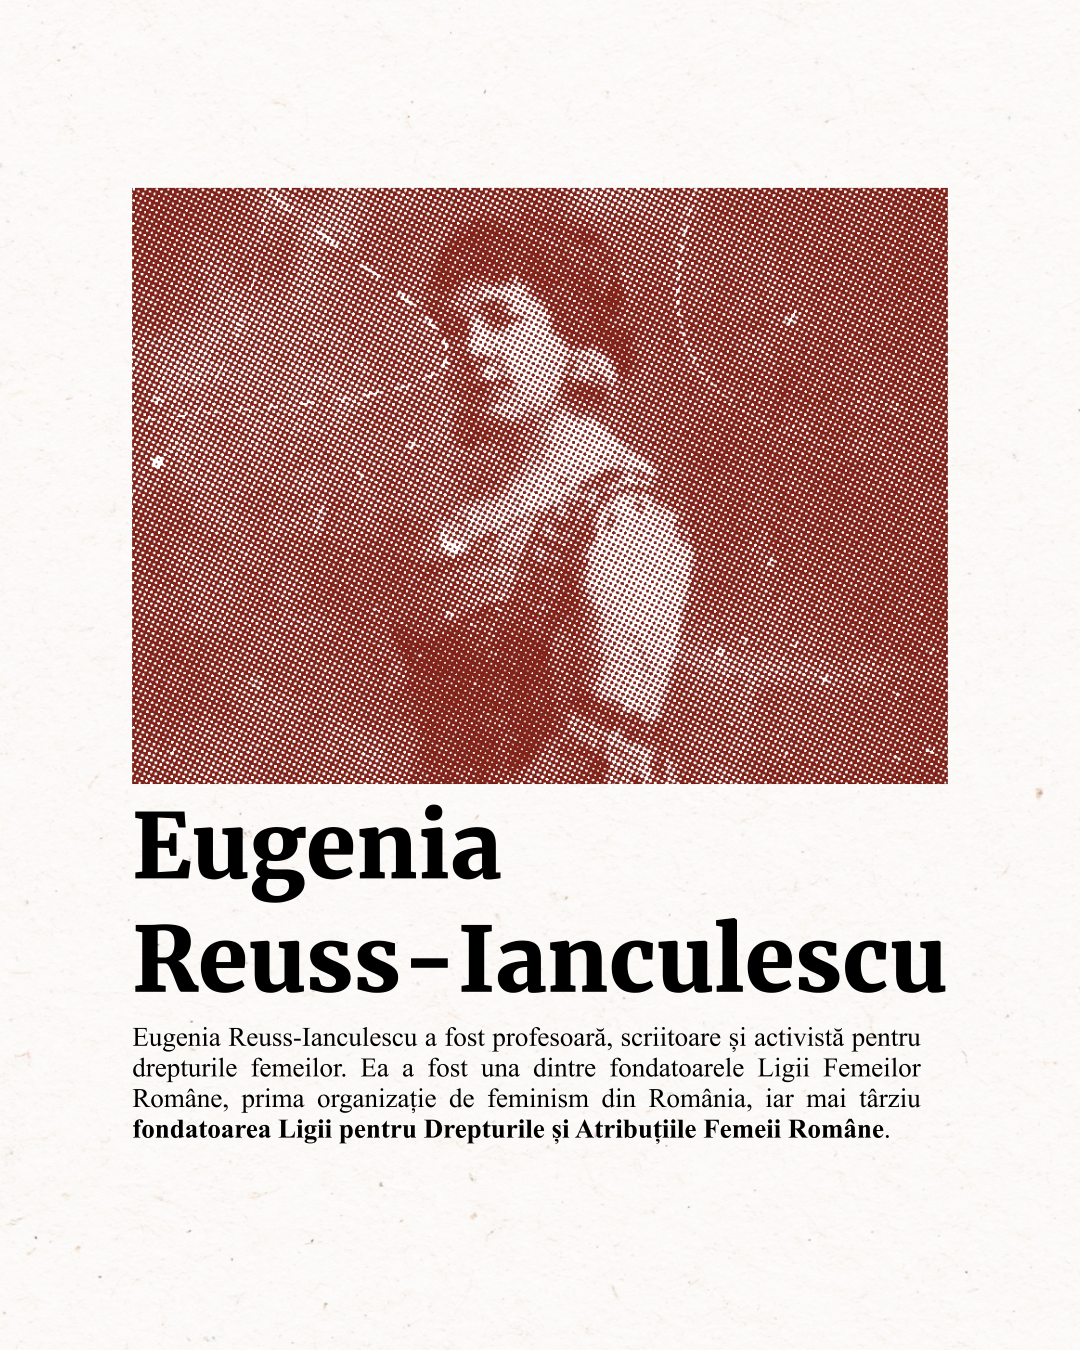 Eugenia
Reuss-Ianculescu
Eugenia Reuss-Ianculescu a fost profesoară, scriitoare și activistă pentru
drepturile femeilor. Ea a fost una dintre fondatoarele Ligii Femeilor
Române, prima organizație de feminism din România, iar mai târziu
fondatoarea Ligii pentru Drepturile și Atribuțiile Femeii Române.